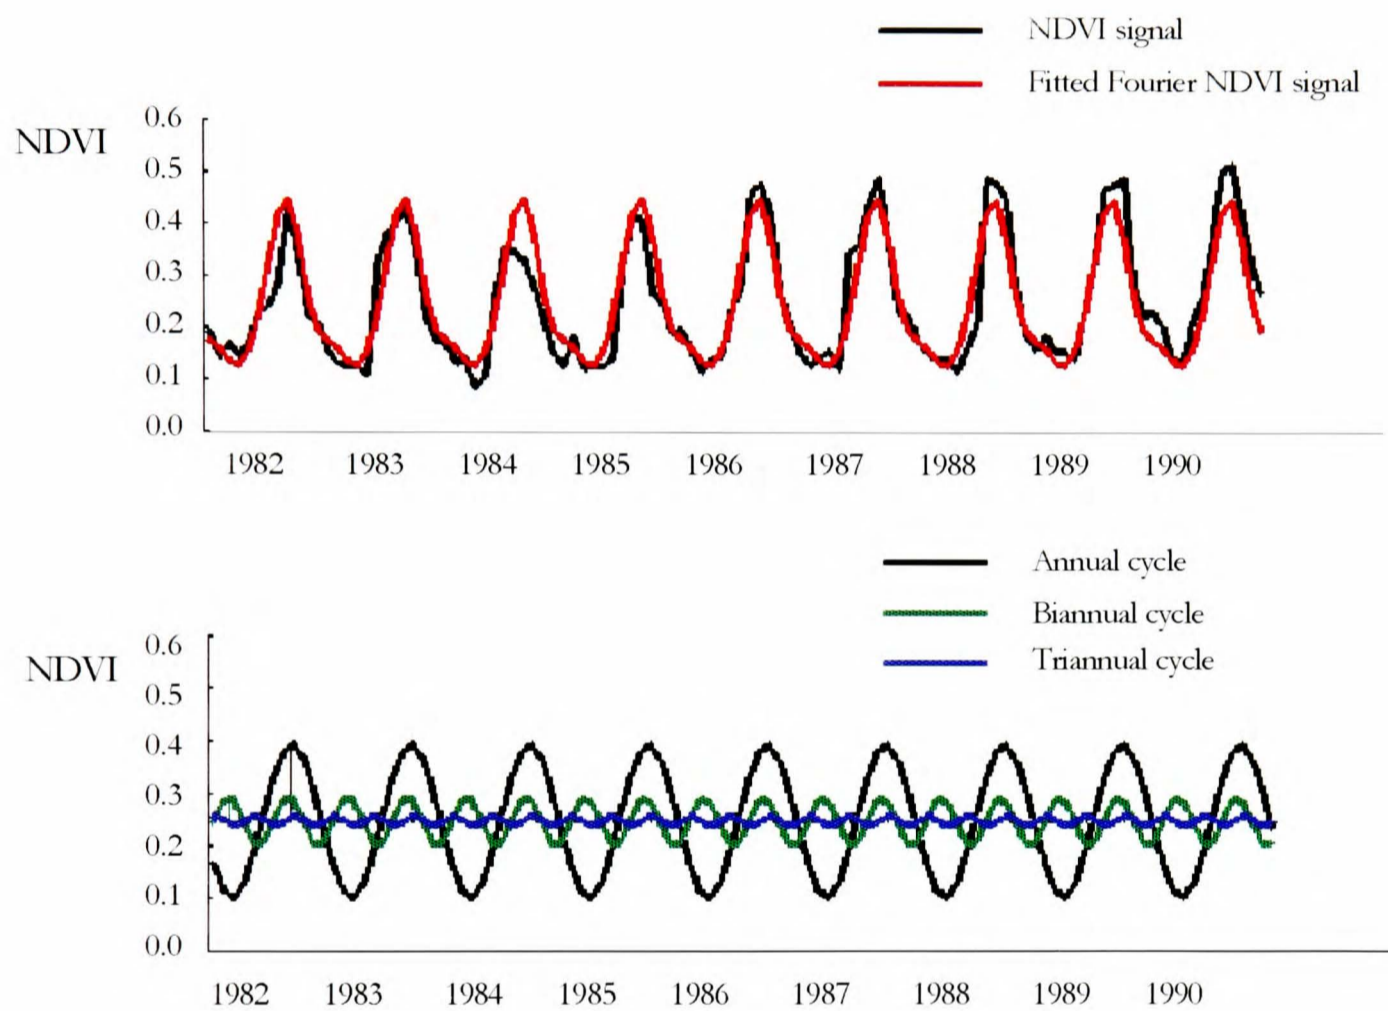 NDVI signal
Fitted Fourier NDVI signal
NDVI
0.6
0.5
0.4
0.3
0.2
0.1
0.0
1982 1983 1984 1985 1986 1987 1988 1989 1990
Annual cycle
Biannual cycle
Triannual cycle
NDVI
0.6
0.5
0.4
0.3
0.2
0.1
0.0
1982 1983 1984 1985 1986 1987 1988 1989 1990